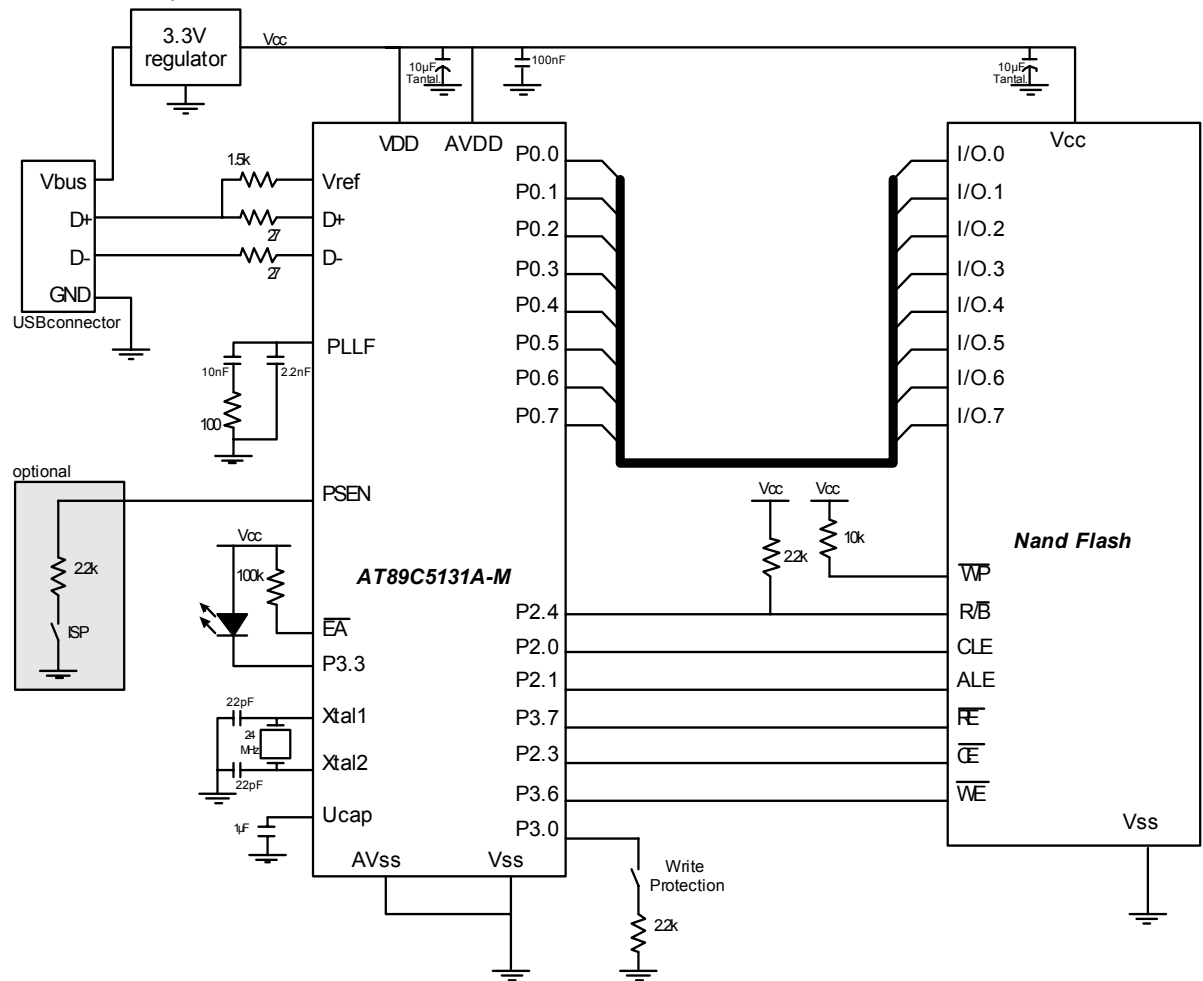 3.3V
regulator
Vcc
10µF
Tantal.
100nF
10µF
Tantal.
VDD
AVDD
Vcc
Vbus
D+
D-
GND
USBconnector
1.5k
27
27
Vref
D+
D-
PLLF
10nF
2.2nF
100
P0.0
P0.1
P0.2
P0.3
P0.4
P0.5
P0.6
P0.7
I/O.0
I/O.1
I/O.2
I/O.3
I/O.4
I/O.5
I/O.6
I/O.7
optional
2.2k
ISP
PSEN
Vcc
100k
EA
P3.3
AT89C5131A-M
Vcc
Vcc
2.2k
10k
Nand Flash
WP
P2.4
R/B
P2.0
CLE
P2.1
ALE
P3.7
RE
P2.3
CE
P3.6
WE
P3.0
22pF
24
MHz
22pF
Xtal1
Xtal2
1µF
Ucap
AVss
Vss
Write
Protection
2.2k
Vss